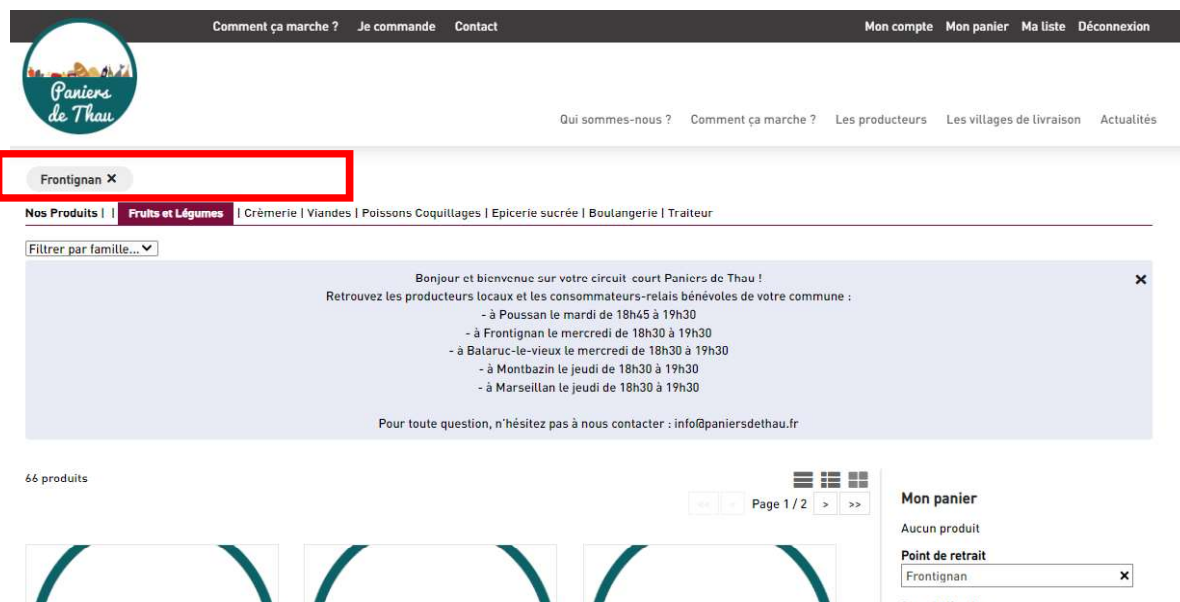 Comment ça marche ? Je commande Contact Mon compte Mon panier Ma liste Déconnexion
Paniers
de Thau
Qui sommes-nous ? Comment ça marche ? Les producteurs Les villages de livraison Actualités
Frontignan ✕
Nos Produits | | Fruits et Légumes | Crèmerie | Viandes | Poissons Coquillages | Epicerie sucrée | Boulangerie | Traiteur
Filtrer par famille...
Bonjour et bienvenue sur votre circuit court Paniers de Thau !
Retrouvez les producteurs locaux et les consommateurs-relais bénévoles de votre commune :
- à Poussan le mardi de 18h45 à 19h30
- à Frontignan le mercredi de 18h30 à 19h30
- à Balaruc-le-vieux le mercredi de 18h30 à 19h30
- à Montbazin le jeudi de 18h30 à 19h30
- à Marseillan le jeudi de 18h30 à 19h30
Pour toute question, n'hésitez pas à nous contacter : info@paniersdethau.fr
66 produits
<< < Page 1 / 2 > >>
Mon panier
Aucun produit
Point de retrait
Frontignan ✕